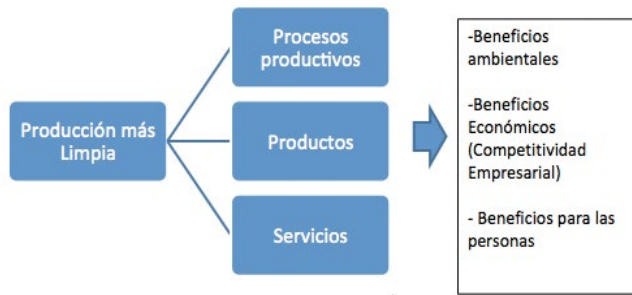 Producción más
Limpia
Procesos
productivos
Productos
Servicios
-Beneficios
ambientales
-Beneficios
Económicos
(Competitividad
Empresarial)
- Beneficios para las
personas